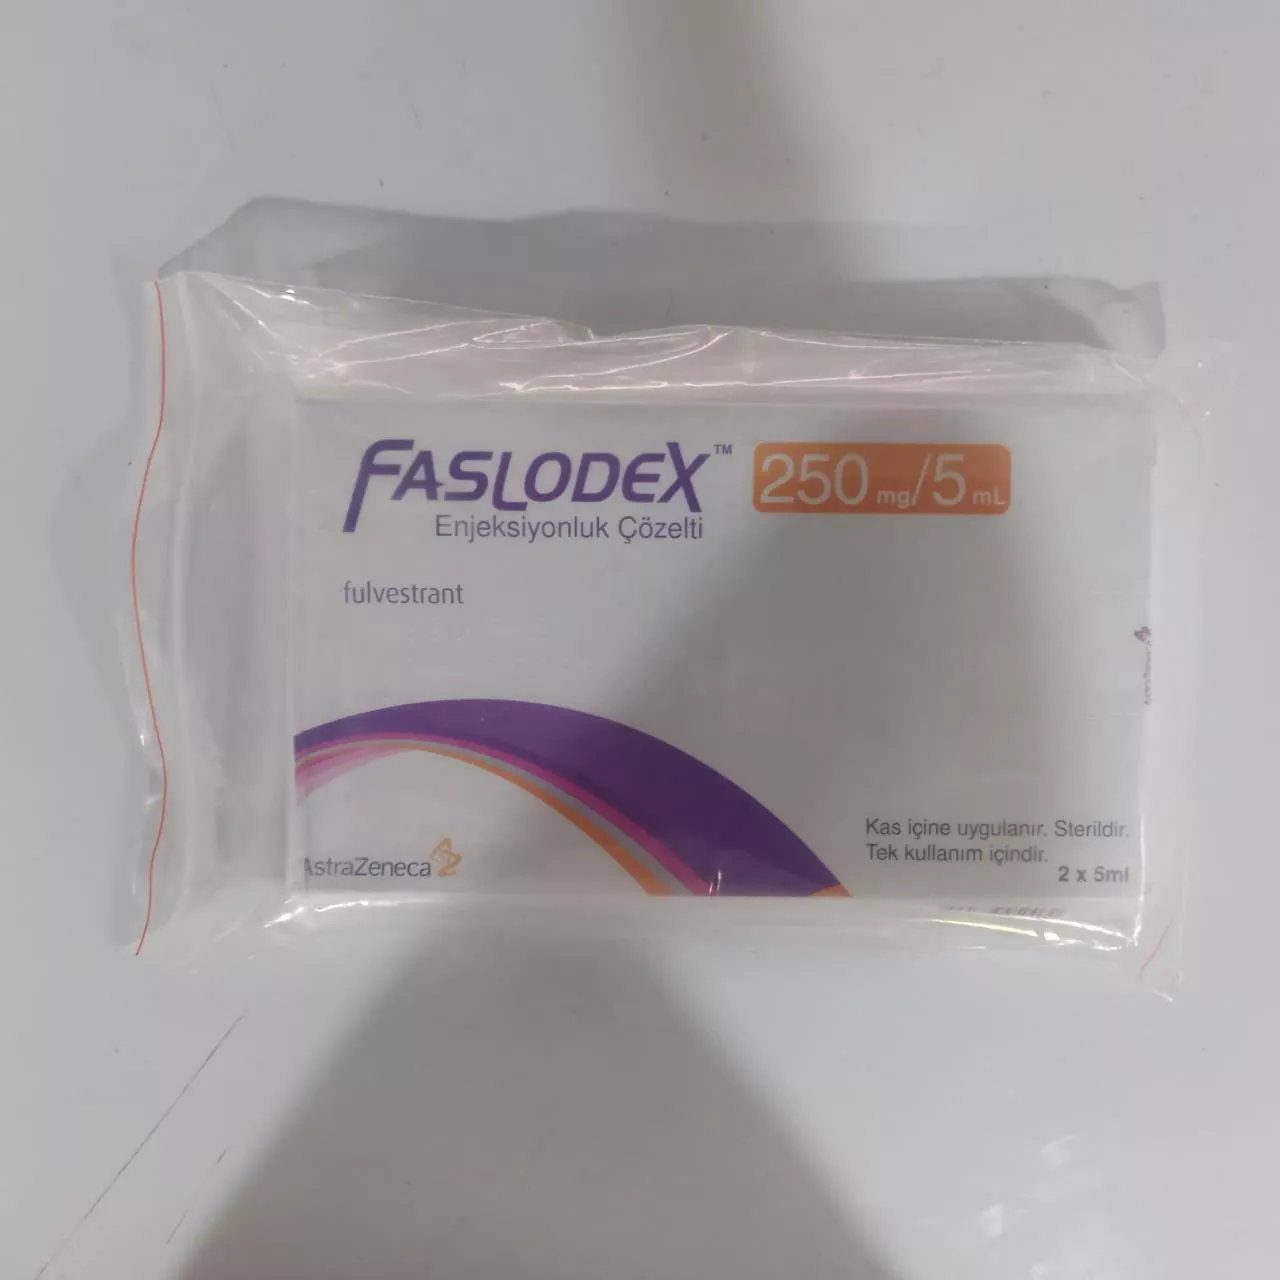 FASLODEX™ 250 mg/5 mL
Enjeksiyonluk Çözelti
fulvestrant
AstraZeneca
Kas içine uygulanır. Sterildir.
Tek kullanım içindir.
2 x 5ml